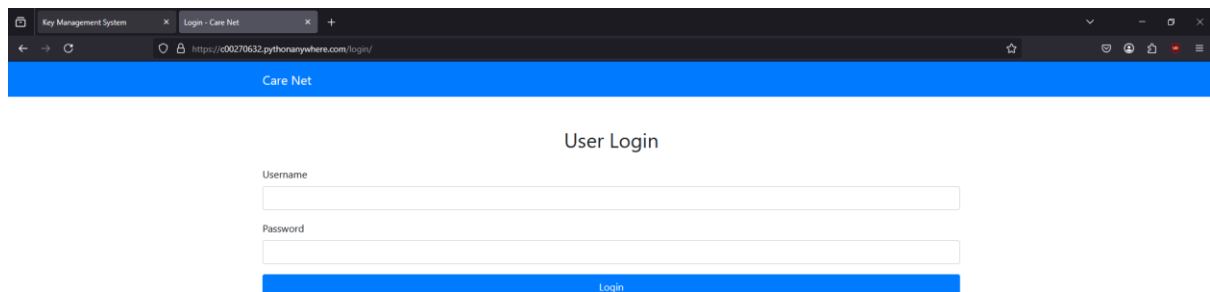 Key Management System
Login - Care Net
https://c00270632.pythonanywhere.com/login/
Care Net
User Login
Username
Password
Login